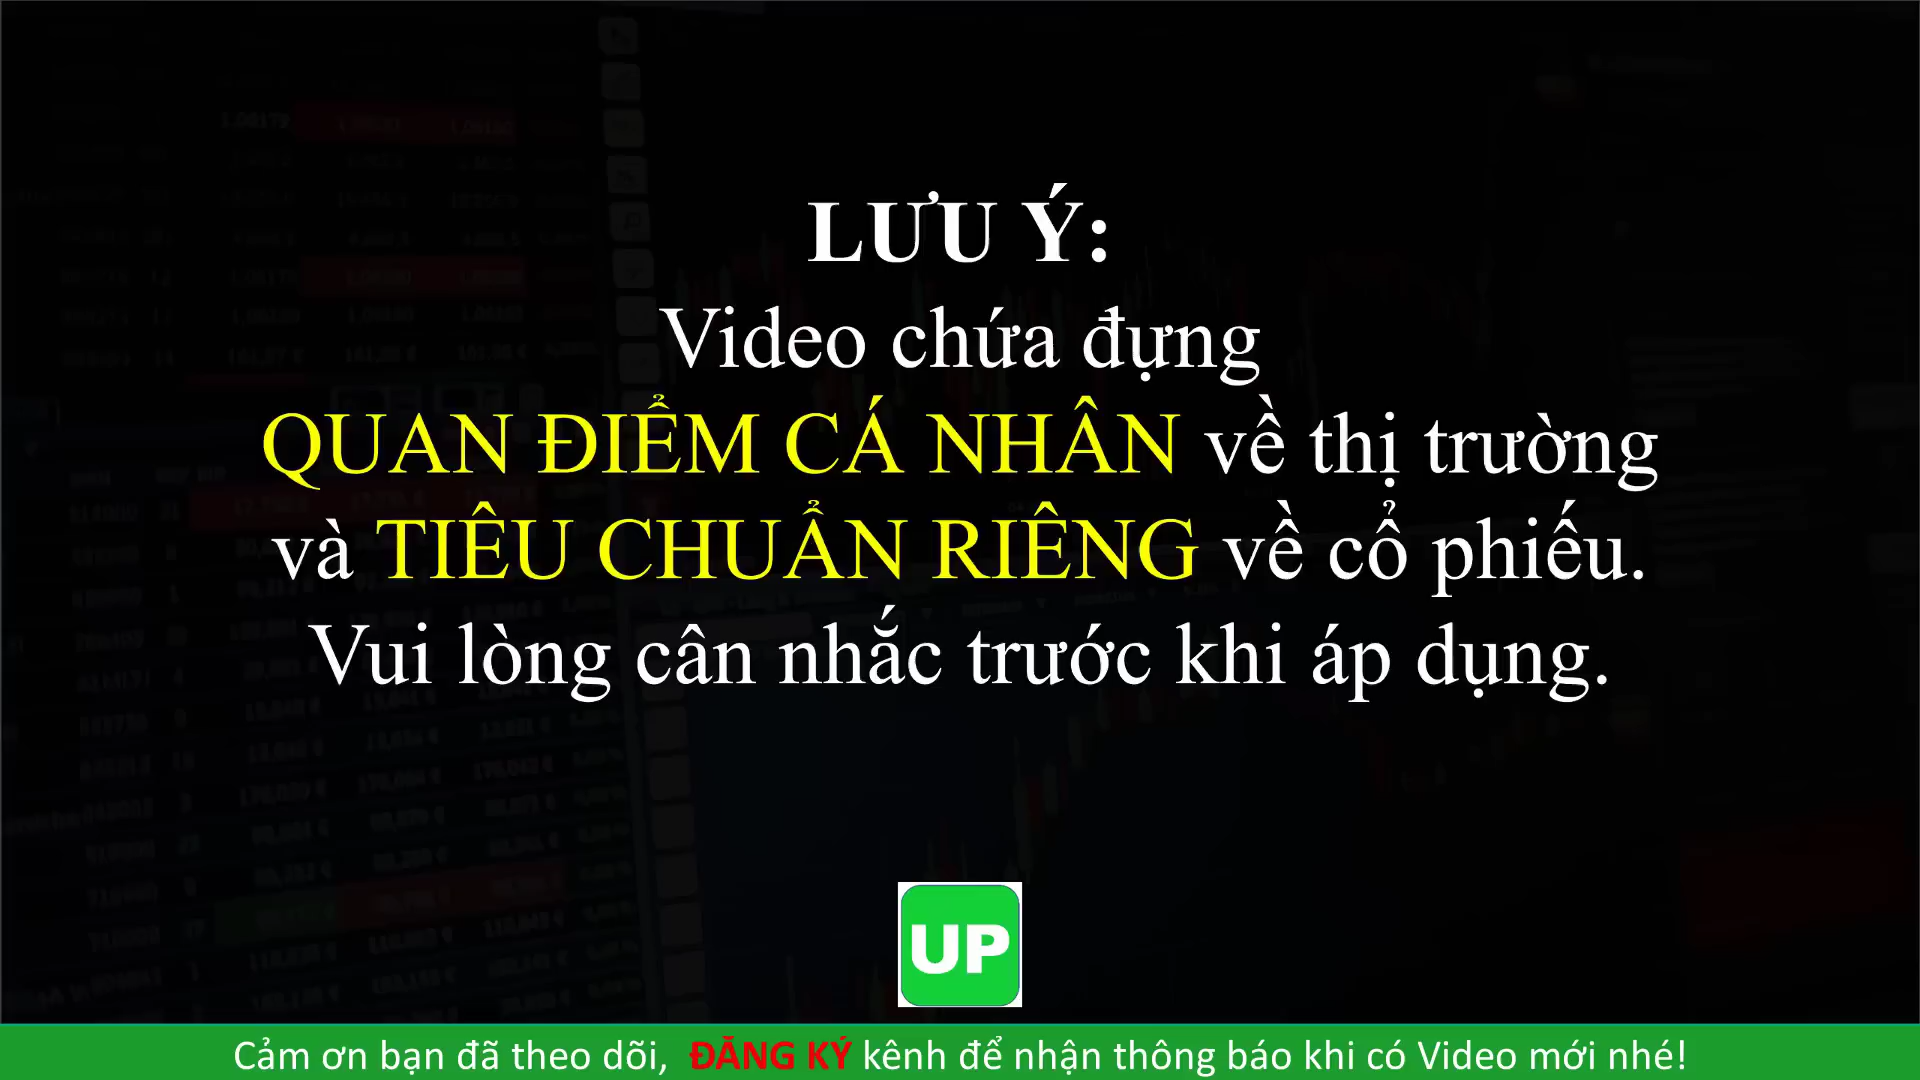 LƯU Ý:
Video chứa đựng
QUAN ĐIỂM CÁ NHÂN về thị trường
và TIÊU CHUẨN RIÊNG về cổ phiếu.
Vui lòng cân nhắc trước khi áp dụng.
UP
Cảm ơn bạn đã theo dõi, ĐĂNG KÝ kênh để nhận thông báo khi có Video mới nhé!